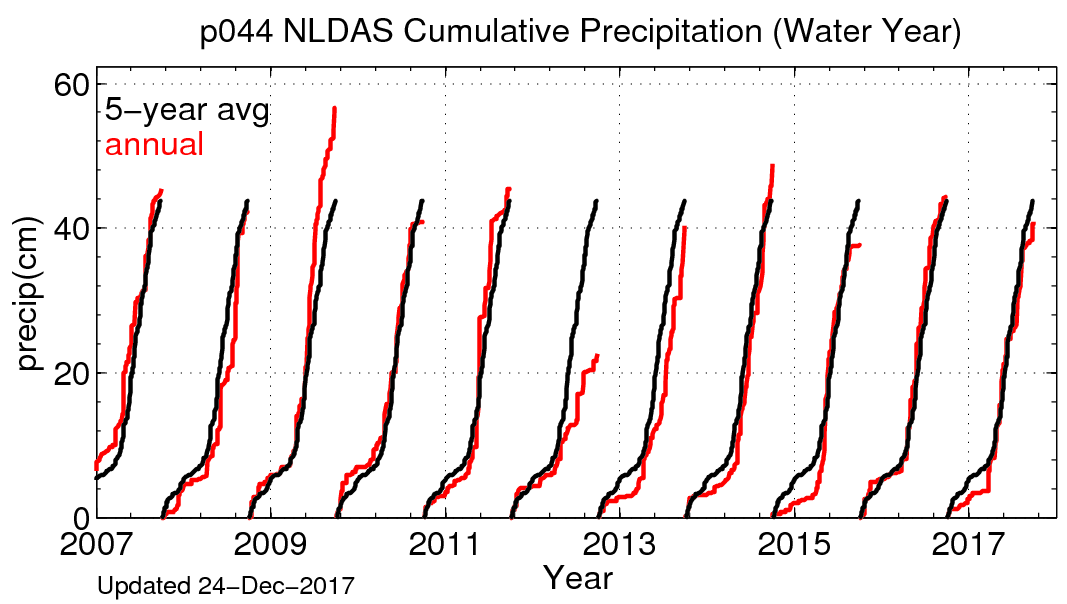 p044 NLDAS Cumulative Precipitation (Water Year)
60
5−year avg
annual
40
precip(cm)
20
0
2007 2009 2011 2013 2015 2017
Year
Updated 24−Dec−2017